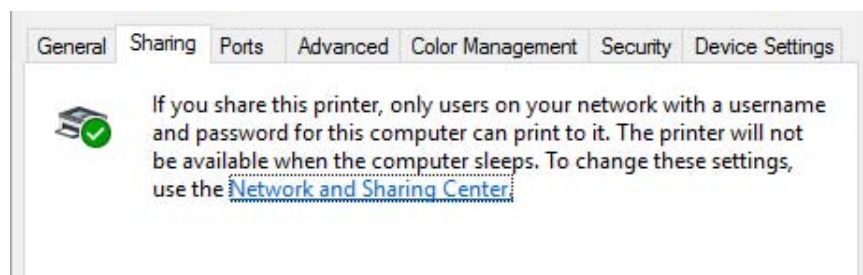 General Sharing Ports Advanced Color Management Security Device Settings
If you share this printer, only users on your network with a username
and password for this computer can print to it. The printer will not
be available when the computer sleeps. To change these settings,
use the Network and Sharing Center.